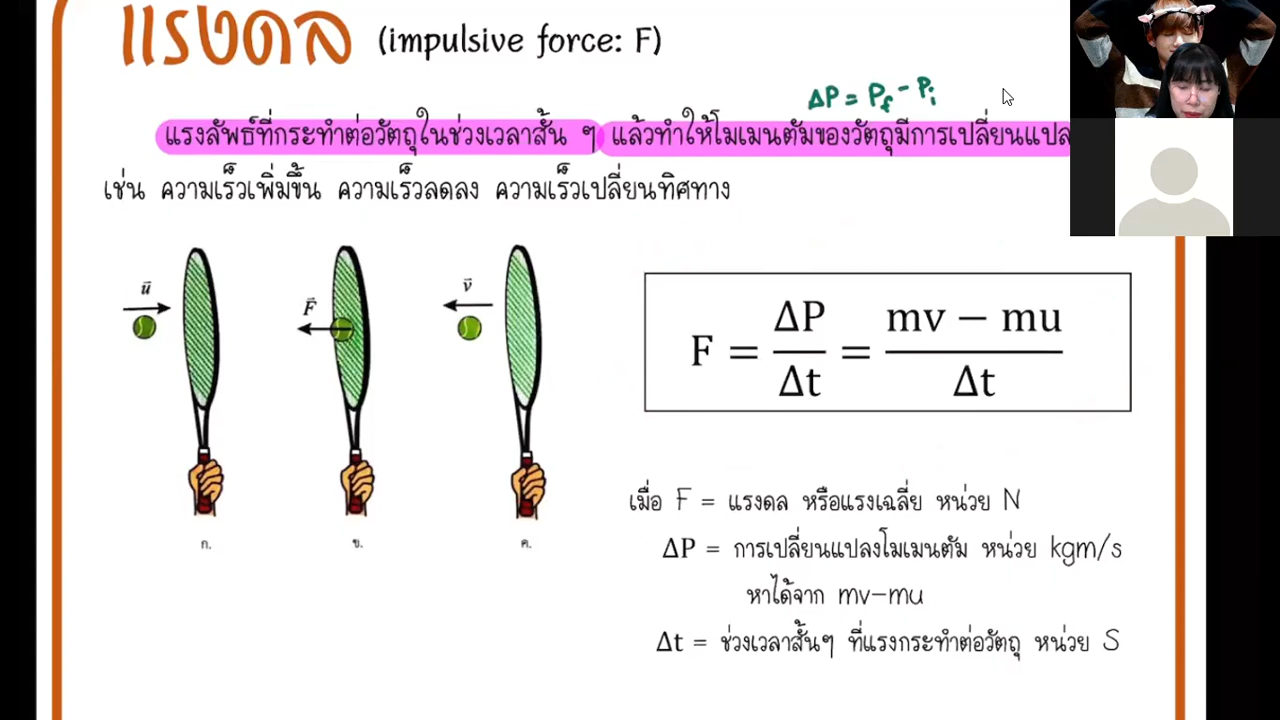 แรงดล (impulsive force: F)
ΔP = Pf - Pi
แรงลัพธ์ที่กระทำต่อวัตถุในช่วงเวลาสั้น ๆ แล้วทำให้โมเมนตัมของวัตถุมีการเปลี่ยนแปล
เช่น ความเร็วเพิ่มขึ้น ความเร็วลดลง ความเร็วเปลี่ยนทิศทาง
u⃗
F⃗
v⃗
ก.
ข.
ค.
F = ΔP/Δt = (mv − mu)/Δt
เมื่อ F = แรงดล หรือแรงเฉลี่ย หน่วย N
ΔP = การเปลี่ยนแปลงโมเมนตัม หน่วย kgm/s
หาได้จาก mv-mu
Δt = ช่วงเวลาสั้นๆ ที่แรงกระทำต่อวัตถุ หน่วย S